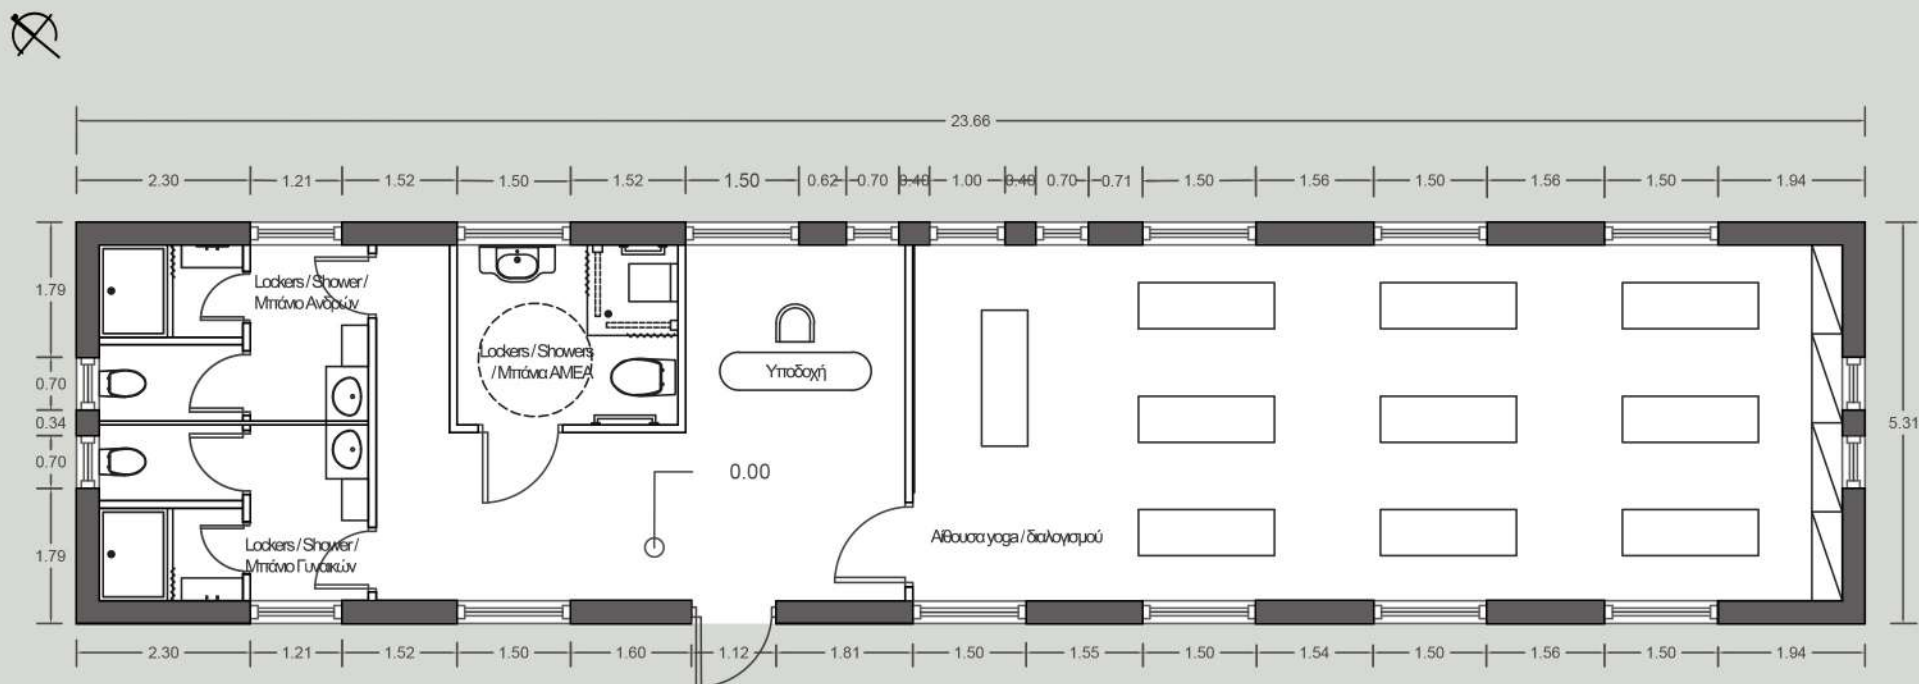 23.66
2.30 1.21 1.52 1.50 1.52 1.50 0.62 0.70 0.40 1.00 0.40 0.70 0.71 1.50 1.56 1.50 1.56 1.50 1.94
1.79
0.70
0.34
0.70
1.79
5.31
Lockers / Shower /
Μπάνιο Ανδρών
Lockers / Showers
/ Μπάνια ΑΜΕΑ
Υποδοχή
0.00
Lockers / Shower /
Μπάνιο Γυναικών
Αίθουσα yoga / διαλογισμού
2.30 1.21 1.52 1.50 1.60 1.12 1.81 1.50 1.55 1.50 1.54 1.50 1.56 1.50 1.94